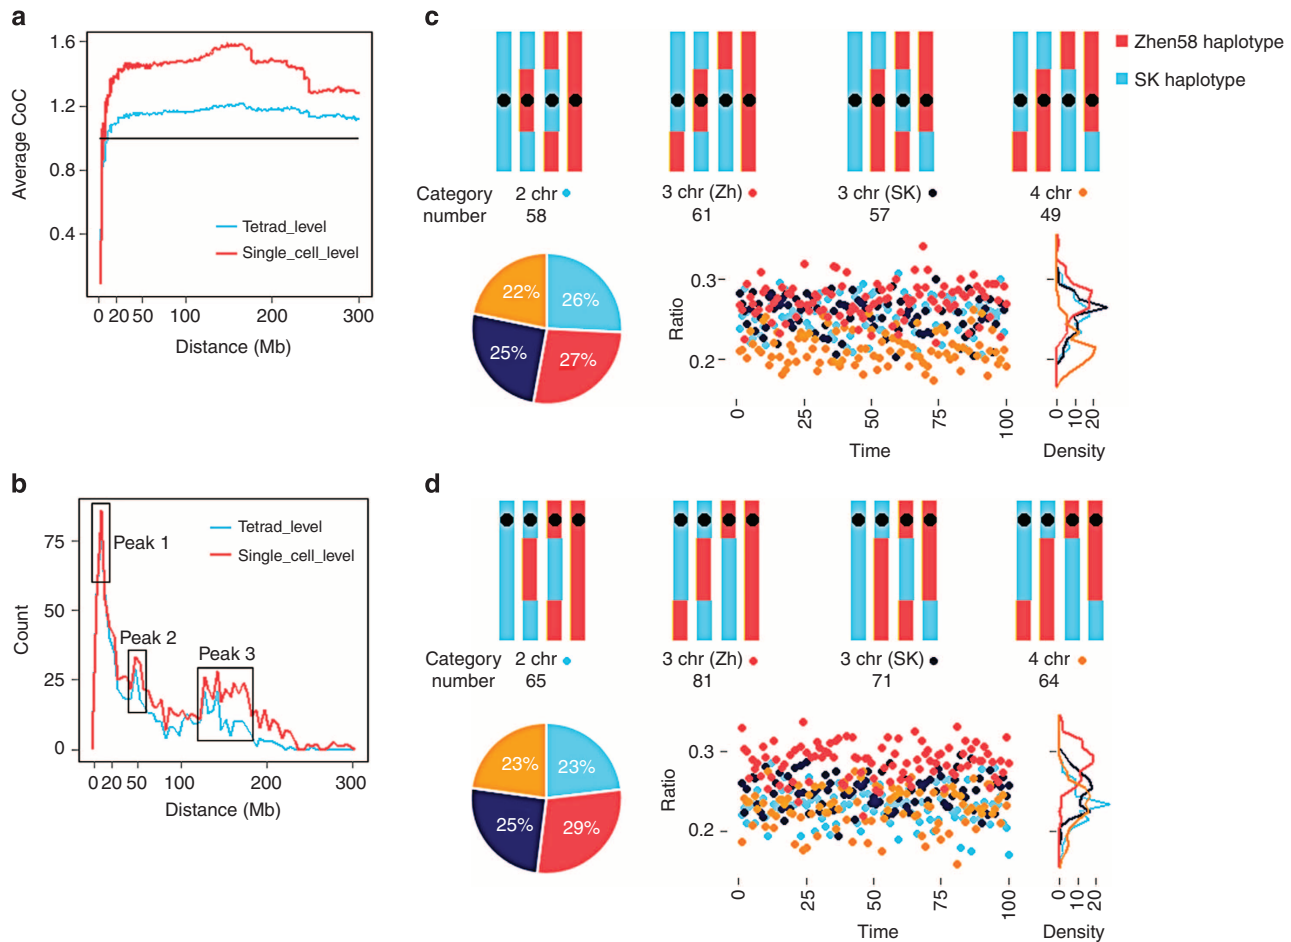 a
1.6
1.2
0.8
0.4
Average CoC
Tetrad_level
Single_cell_level
0 20 50 100 200 300
Distance (Mb)
b
75
50
25
0
Count
Tetrad_level
Single_cell_level
Peak 1
Peak 2
Peak 3
0 20 50 100 200 300
Distance (Mb)
c
Zhen58 haplotype
SK haplotype
Category number
2 chr
58
3 chr (Zh)
61
3 chr (SK)
57
4 chr
49
22%
26%
25%
27%
0.3
0.2
Ratio
0 25 50 75 100
Time
0 10 20
Density
d
Category number
2 chr
65
3 chr (Zh)
81
3 chr (SK)
71
4 chr
64
23%
23%
25%
29%
0.3
0.2
Ratio
0 25 50 75 100
Time
0 10 20
Density